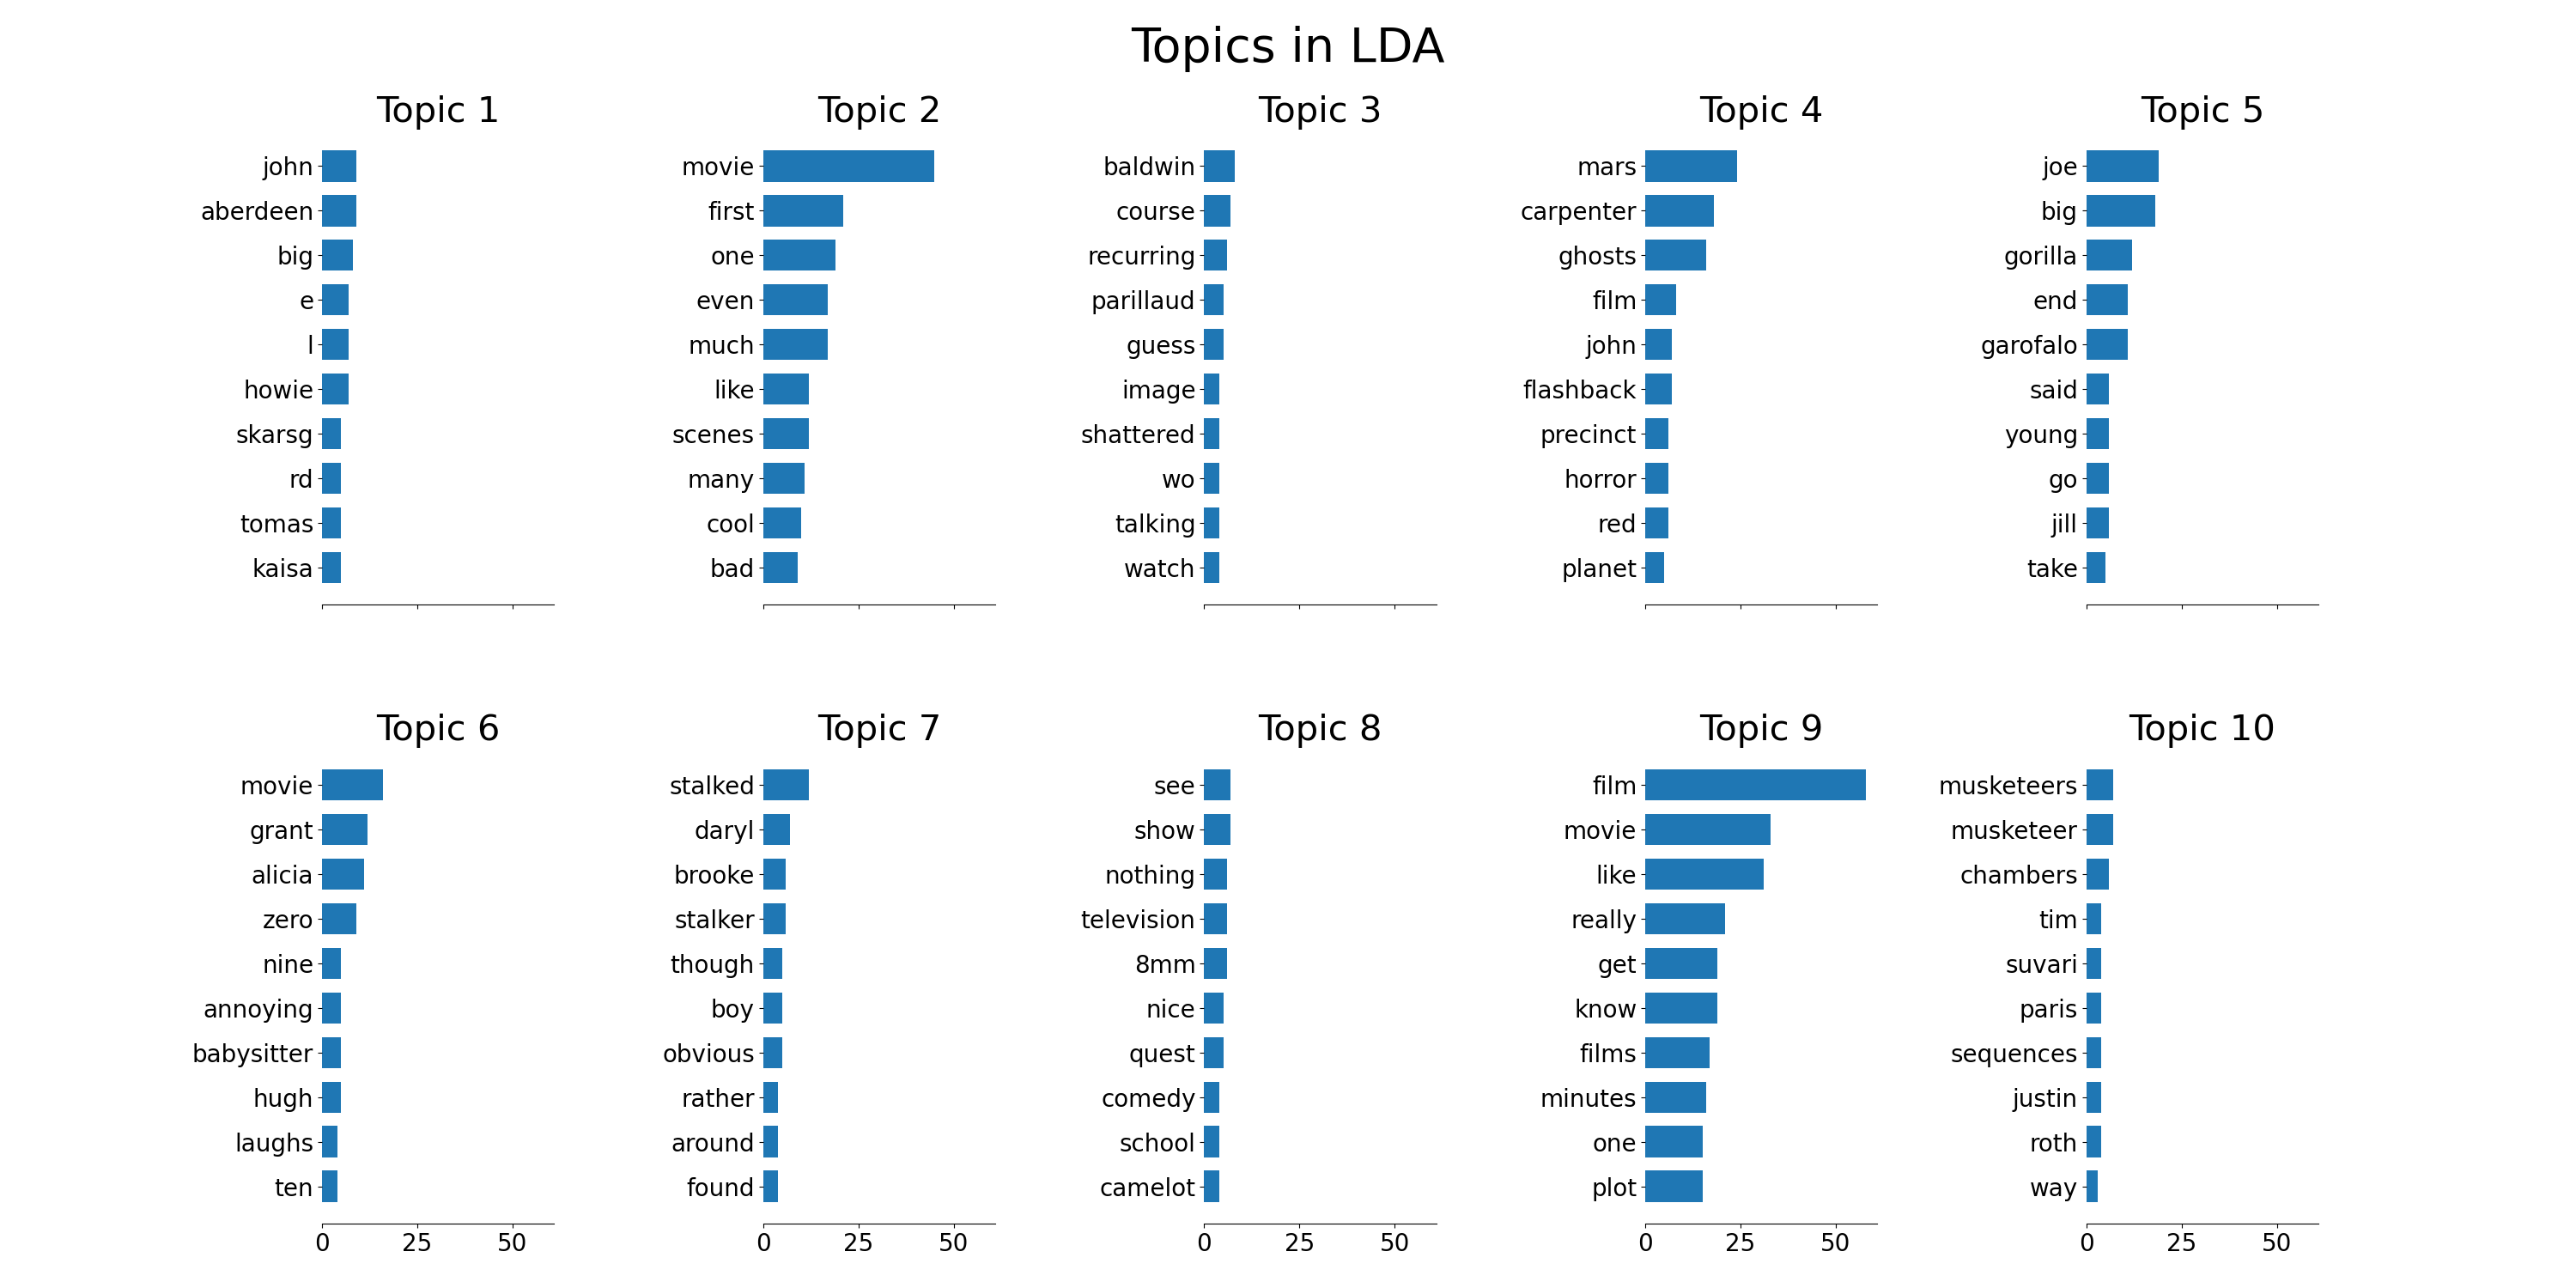 Topics in LDA
Topic 1
john
aberdeen
big
e
l
howie
skarsg
rd
tomas
kaisa
Topic 2
movie
first
one
even
much
like
scenes
many
cool
bad
Topic 3
baldwin
course
recurring
parillaud
guess
image
shattered
wo
talking
watch
Topic 4
mars
carpenter
ghosts
film
john
flashback
precinct
horror
red
planet
Topic 5
joe
big
gorilla
end
garofalo
said
young
go
jill
take
Topic 6
movie
grant
alicia
zero
nine
annoying
babysitter
hugh
laughs
ten
0 25 50
Topic 7
stalked
daryl
brooke
stalker
though
boy
obvious
rather
around
found
0 25 50
Topic 8
see
show
nothing
television
8mm
nice
quest
comedy
school
camelot
0 25 50
Topic 9
film
movie
like
really
get
know
films
minutes
one
plot
0 25 50
Topic 10
musketeers
musketeer
chambers
tim
suvari
paris
sequences
justin
roth
way
0 25 50